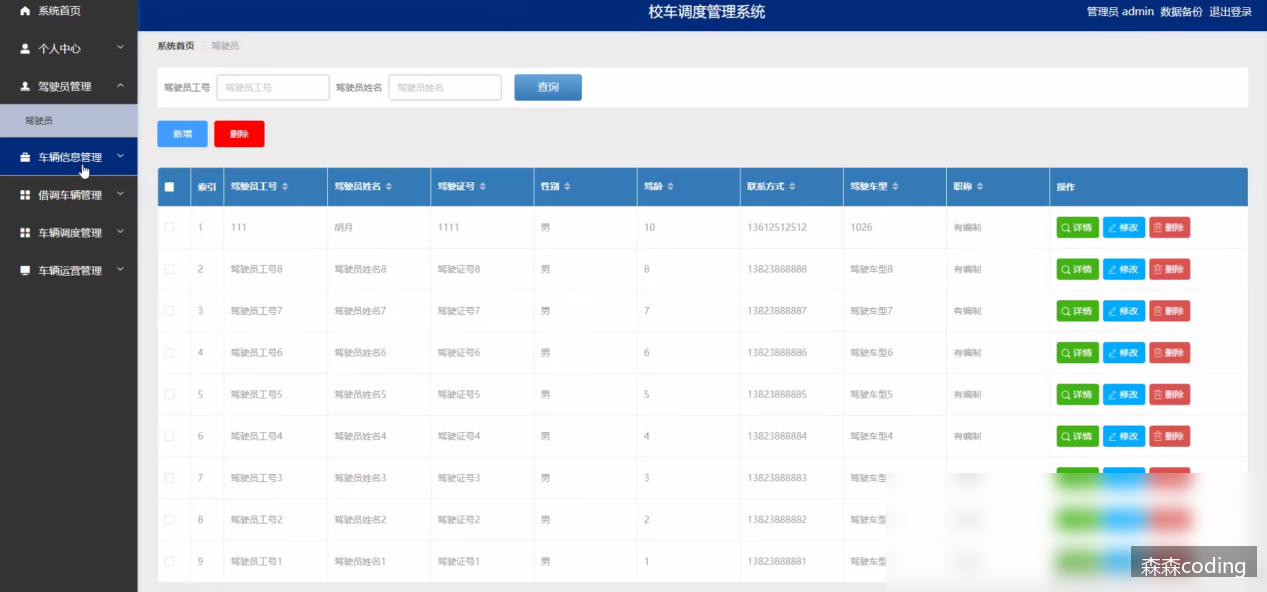 系统首页
个人中心
驾驶员管理
驾驶员
车辆信息管理
借调车辆管理
车辆调度管理
车辆运营管理
校车调度管理系统
管理员 admin 数据备份 退出登录
系统首页 驾驶员
驾驶员工号 驾驶员工号 驾驶员姓名 驾驶员姓名 查询
新增 删除
索引 驾驶员工号 驾驶员姓名 驾驶证号 性别 驾龄 联系方式 驾驶车型 职称 操作
1 111 胡月 1111 男 10 13612512512 1026 有编制 详情 修改 删除
2 驾驶员工号8 驾驶员姓名8 驾驶证号8 男 8 13823888888 驾驶车型8 有编制 详情 修改 删除
3 驾驶员工号7 驾驶员姓名7 驾驶证号7 男 7 13823888887 驾驶车型7 有编制 详情 修改 删除
4 驾驶员工号6 驾驶员姓名6 驾驶证号6 男 6 13823888886 驾驶车型6 有编制 详情 修改 删除
5 驾驶员工号5 驾驶员姓名5 驾驶证号5 男 5 13823888885 驾驶车型5 有编制 详情 修改 删除
6 驾驶员工号4 驾驶员姓名4 驾驶证号4 男 4 13823888884 驾驶车型4 有编制 详情 修改 删除
7 驾驶员工号3 驾驶员姓名3 驾驶证号3 男 3 13823888883 驾驶车型
8 驾驶员工号2 驾驶员姓名2 驾驶证号2 男 2 13823888882 驾驶车型
9 驾驶员工号1 驾驶员姓名1 驾驶证号1 男 1 13823888881 驾驶车型
森森coding